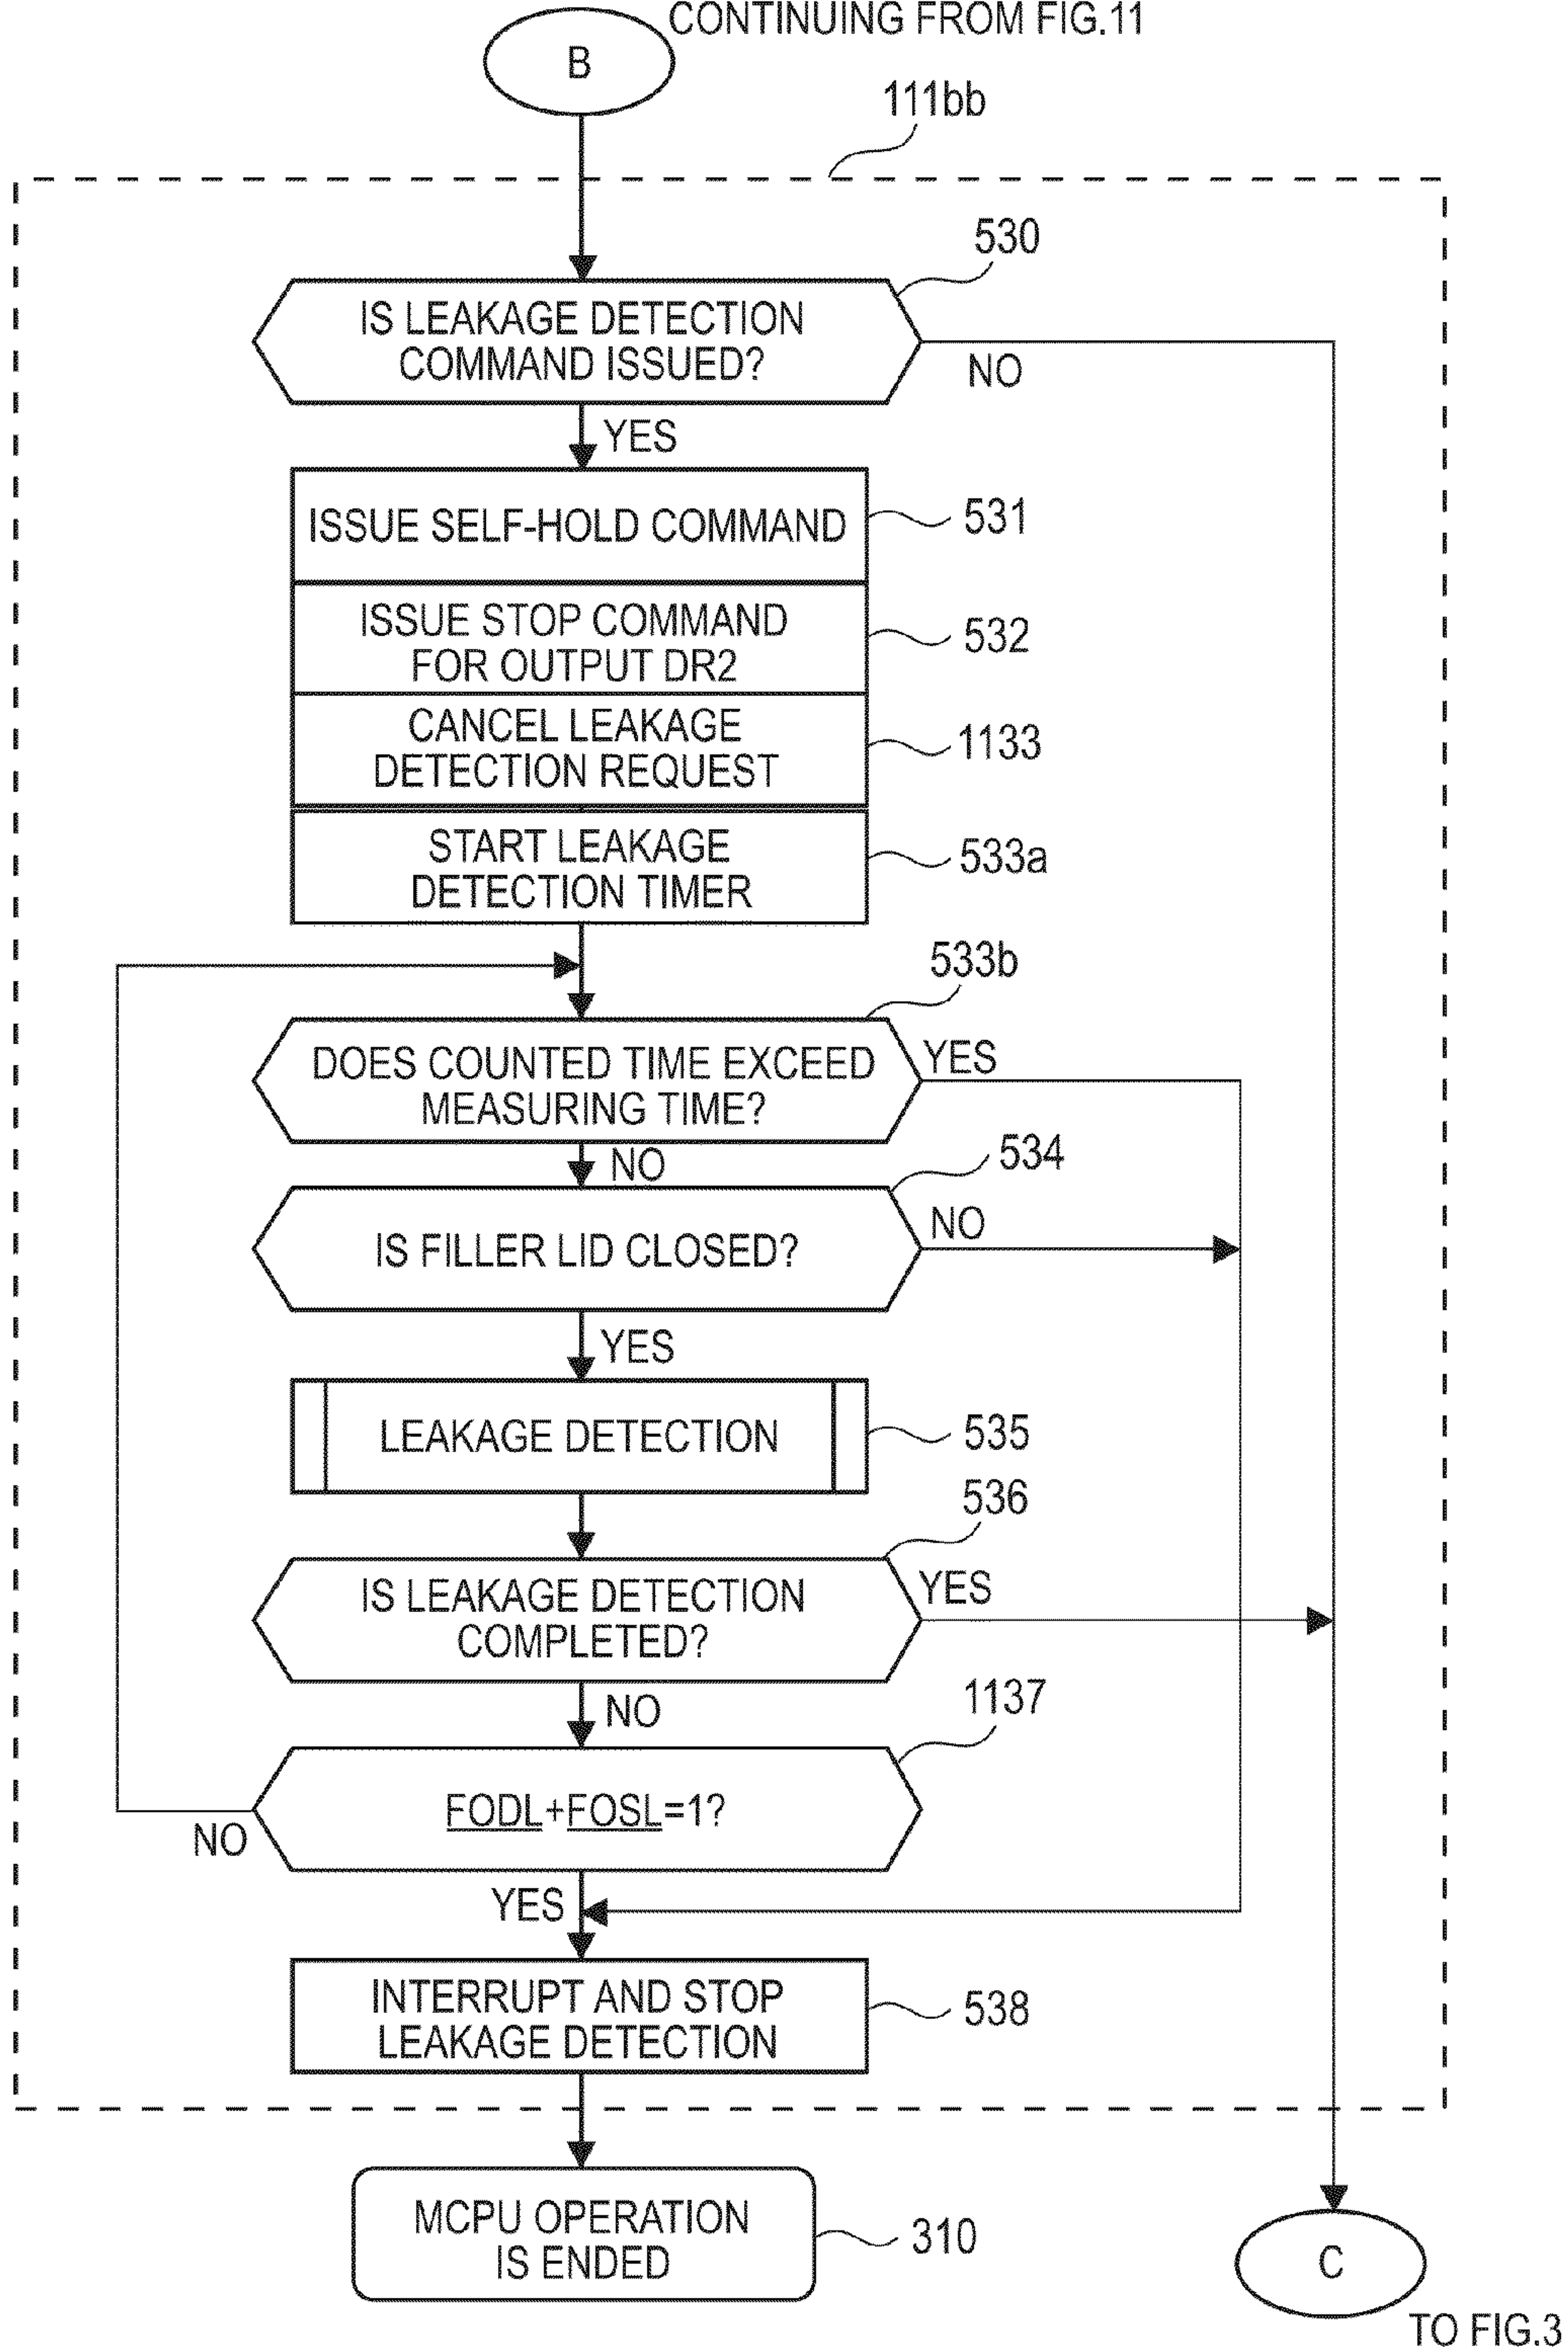 CONTINUING FROM FIG.11
B
111bb
530
IS LEAKAGE DETECTION
COMMAND ISSUED?
NO
YES
ISSUE SELF-HOLD COMMAND
531
ISSUE STOP COMMAND
FOR OUTPUT DR2
532
CANCEL LEAKAGE
DETECTION REQUEST
1133
START LEAKAGE
DETECTION TIMER
533a
533b
DOES COUNTED TIME EXCEED
MEASURING TIME?
YES
NO
534
IS FILLER LID CLOSED?
NO
YES
LEAKAGE DETECTION
535
536
IS LEAKAGE DETECTION
COMPLETED?
YES
NO
1137
FODL+FOSL=1?
NO
YES
INTERRUPT AND STOP
LEAKAGE DETECTION
538
MCPU OPERATION
IS ENDED
310
C
TO FIG.3